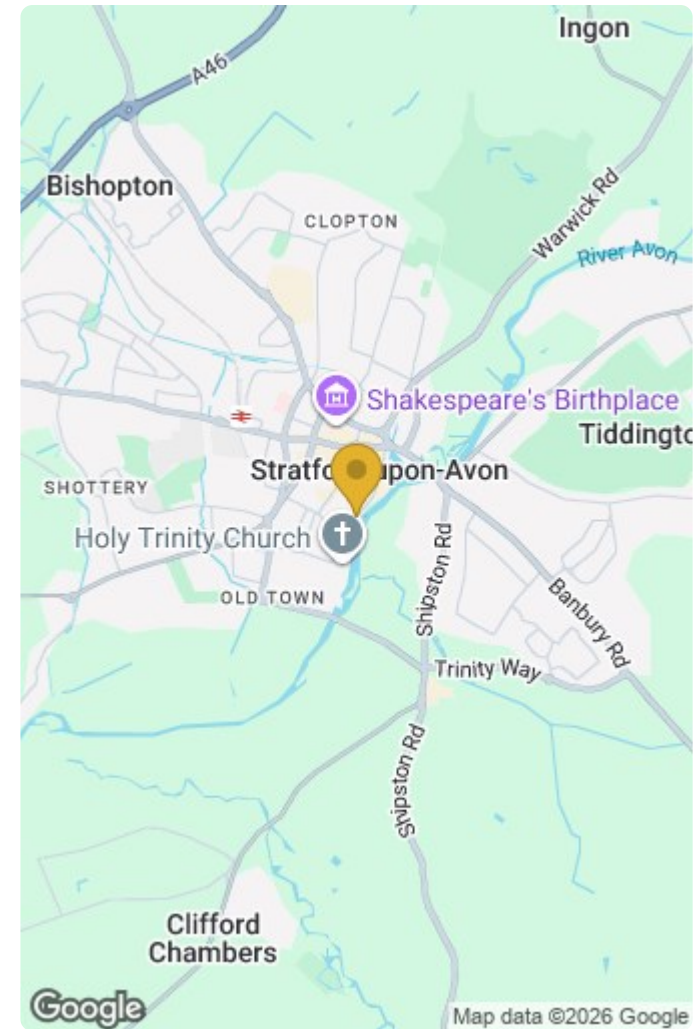 Ingon
A46
Bishopton
CLOPTON
Warwick Rd
River Avon
Shakespeare's Birthplace
Tiddingto
Stratfo upon-Avon
SHOTTERY
Holy Trinity Church
OLD TOWN
Shipston Rd
Banbury Rd
Trinity Way
Shipston Rd
Clifford
Chambers
Google
Map data ©2026 Google